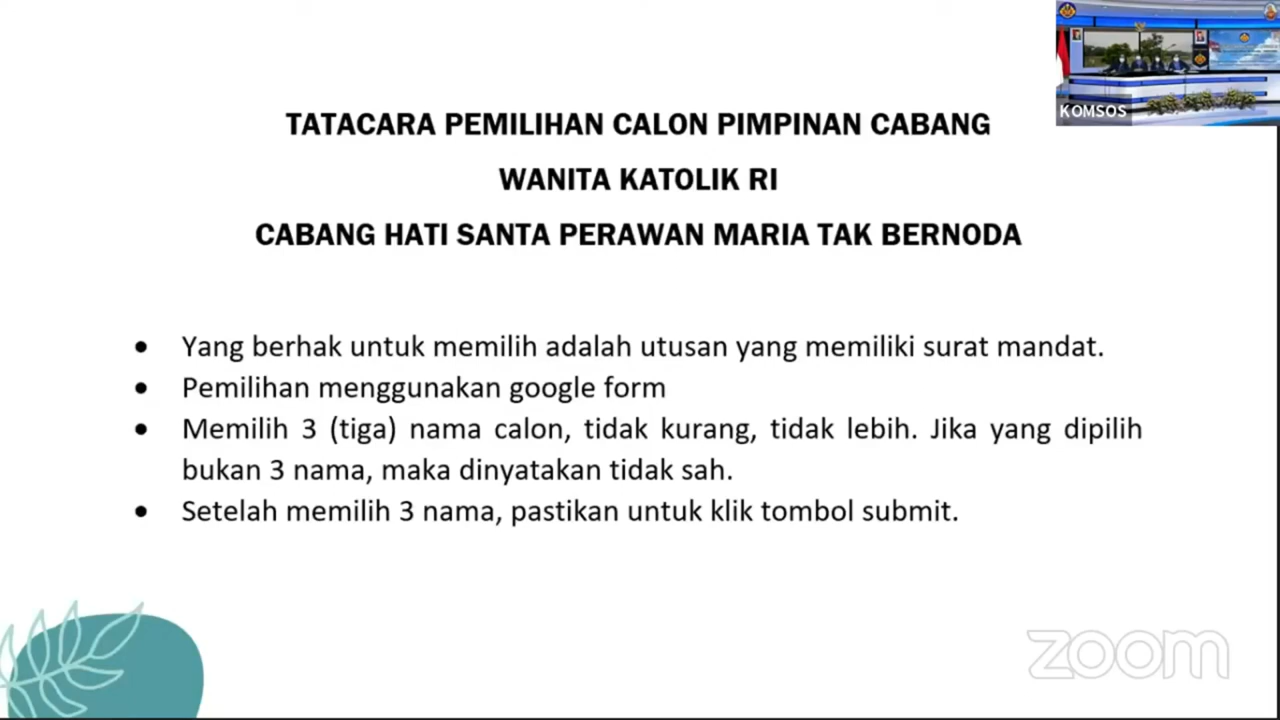 KOMSOS
TATACARA PEMILIHAN CALON PIMPINAN CABANG
WANITA KATOLIK RI
CABANG HATI SANTA PERAWAN MARIA TAK BERNODA
• Yang berhak untuk memilih adalah utusan yang memiliki surat mandat.
• Pemilihan menggunakan google form
• Memilih 3 (tiga) nama calon, tidak kurang, tidak lebih. Jika yang dipilih
bukan 3 nama, maka dinyatakan tidak sah.
• Setelah memilih 3 nama, pastikan untuk klik tombol submit.
zoom